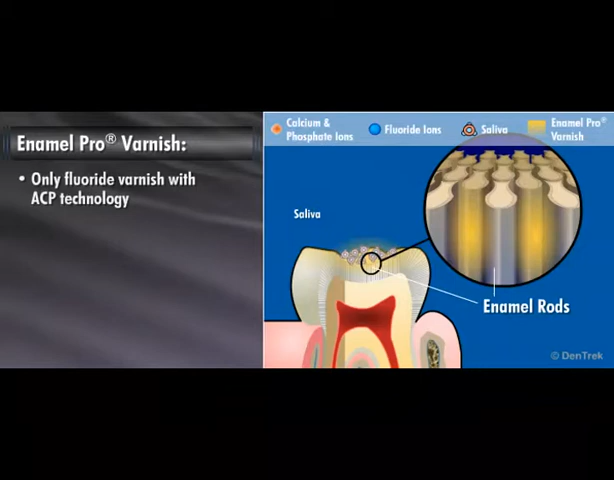 Enamel Pro® Varnish:
• Only fluoride varnish with
ACP technology
Calcium &
Phosphate Ions
Fluoride Ions
Saliva
Enamel Pro®
Varnish
Saliva
Enamel Rods
© DenTrek